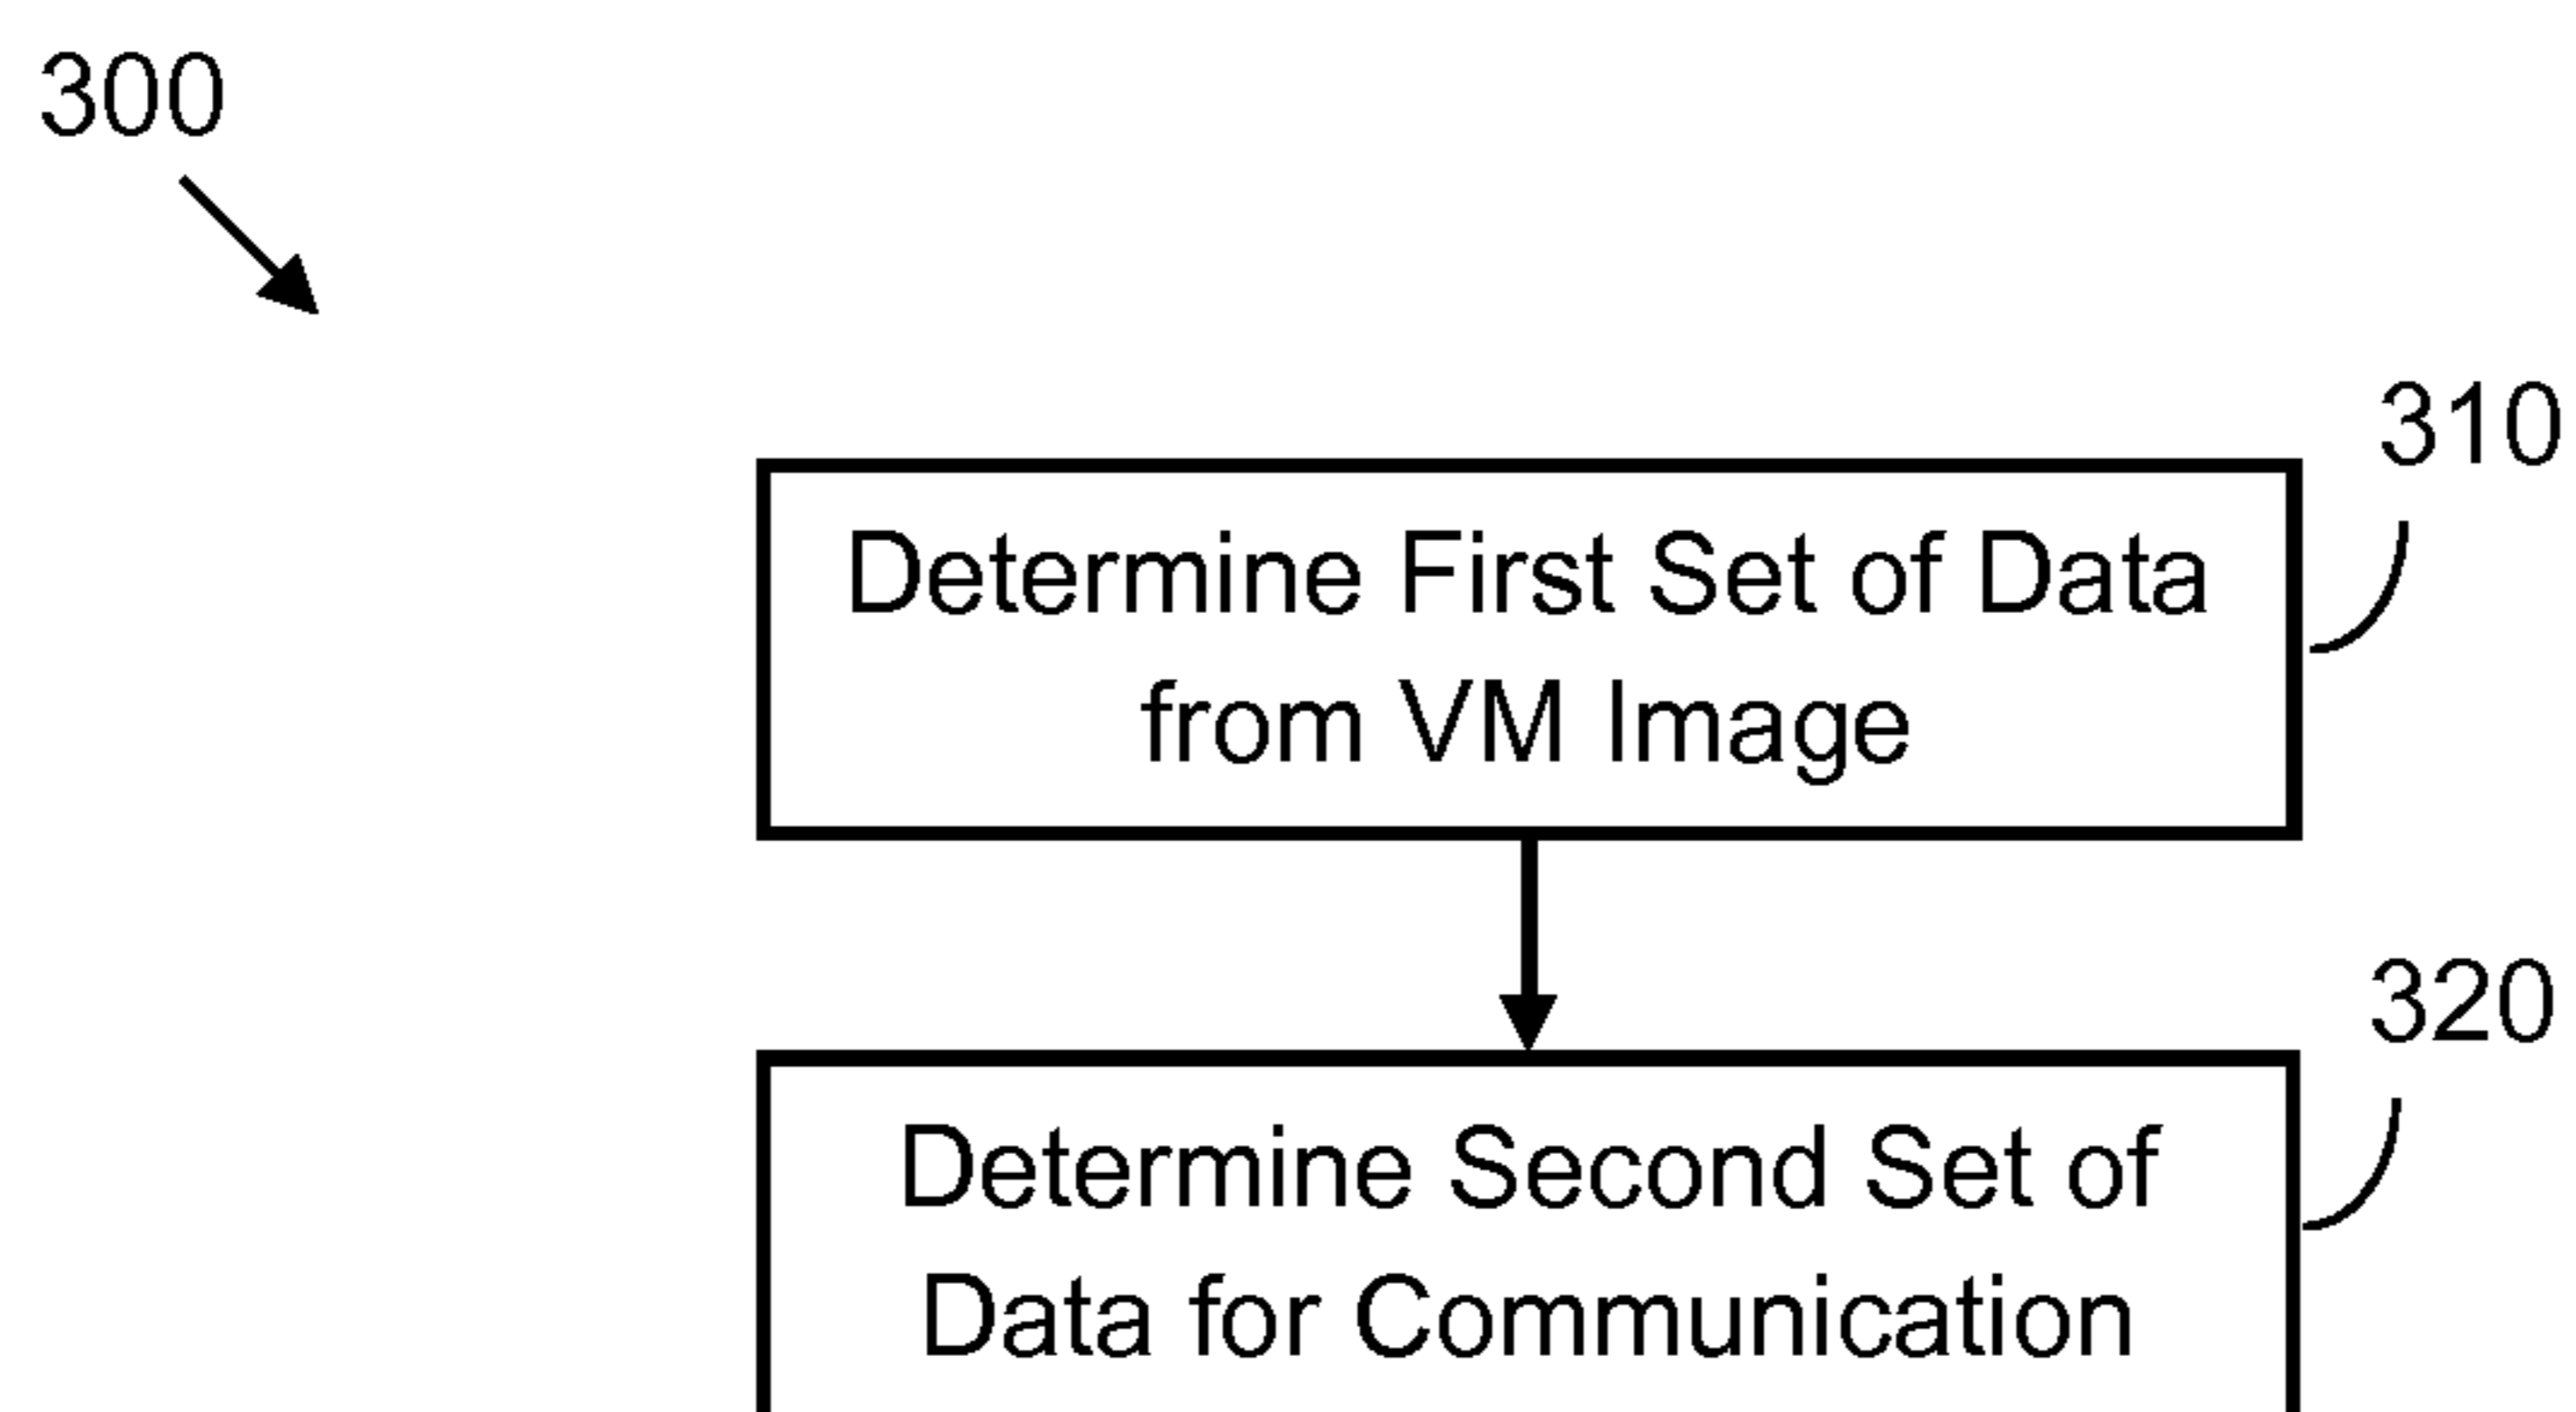 300
310
Determine First Set of Data
from VM Image
320
Determine Second Set of
Data for Communication